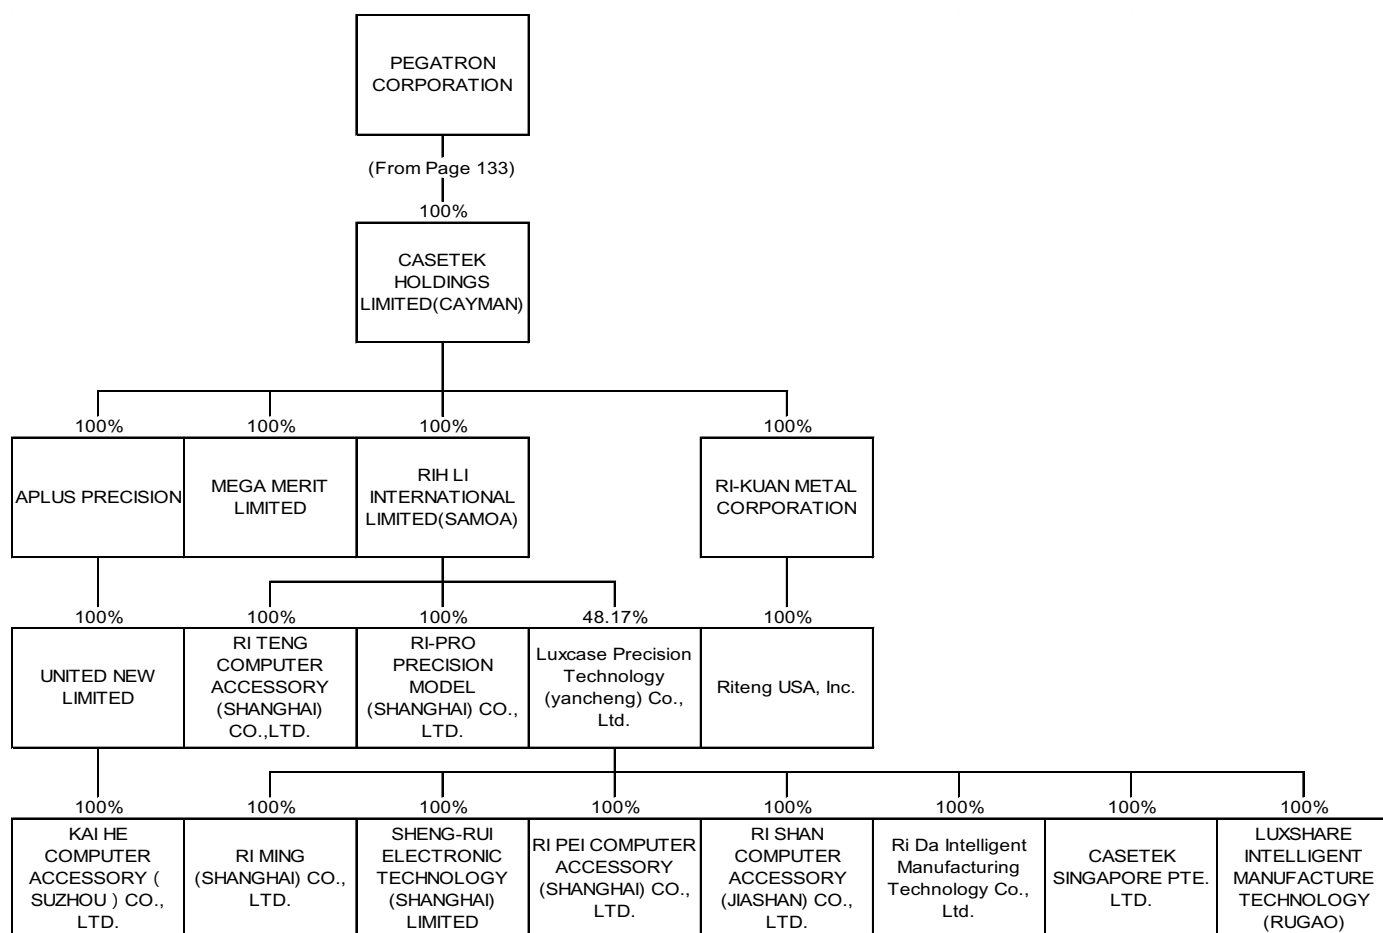 PEGATRON
CORPORATION
(From Page 133)
100%
CASETEK
HOLDINGS
LIMITED(CAYMAN)
100%
100%
100%
100%
APLUS PRECISION
MEGA MERIT
LIMITED
RIH LI
INTERNATIONAL
LIMITED(SAMOA)
RI-KUAN METAL
CORPORATION
100%
100%
100%
48.17%
100%
UNITED NEW
LIMITED
RI TENG
COMPUTER
ACCESSORY
(SHANGHAI)
CO.,LTD.
RI-PRO
PRECISION
MODEL
(SHANGHAI) CO.,
LTD.
Luxcase Precision
Technology
(yancheng) Co.,
Ltd.
Riteng USA, Inc.
100%
100%
100%
100%
100%
100%
100%
100%
KAI HE
COMPUTER
ACCESSORY (
SUZHOU ) CO.,
LTD.
RI MING
(SHANGHAI) CO.,
LTD.
SHENG-RUI
ELECTRONIC
TECHNOLOGY
(SHANGHAI)
LIMITED
RI PEI COMPUTER
ACCESSORY
(SHANGHAI) CO.,
LTD.
RI SHAN
COMPUTER
ACCESSORY
(JIASHAN) CO.,
LTD.
Ri Da Intelligent
Manufacturing
Technology Co.,
Ltd.
CASETEK
SINGAPORE PTE.
LTD.
LUXSHARE
INTELLIGENT
MANUFACTURE
TECHNOLOGY
(RUGAO)